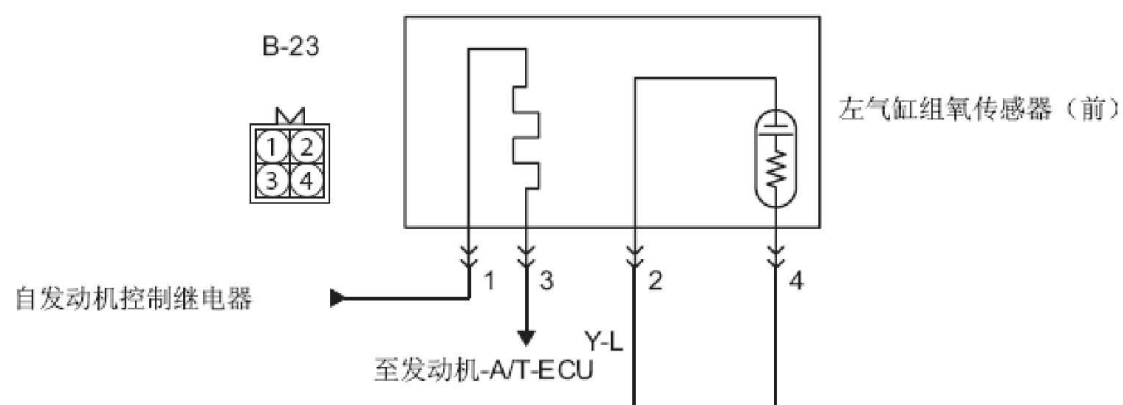 B-23
左气缸组氧传感器（前）
1 2
3 4
1 3 2 4
自发动机控制继电器
Y-L
至发动机-A/T-ECU